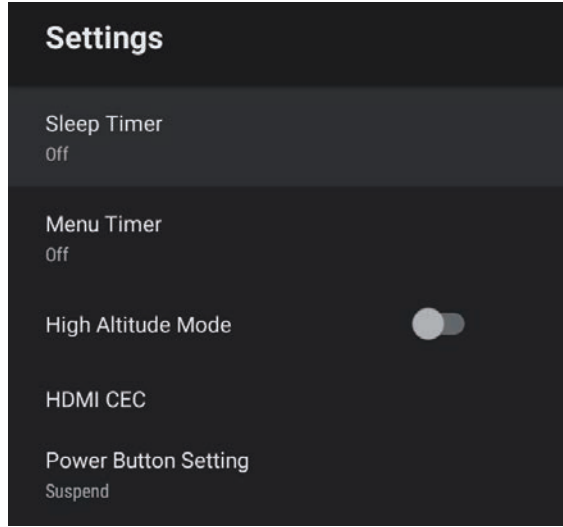 Settings
Sleep Timer
Off
Menu Timer
Off
High Altitude Mode
HDMI CEC
Power Button Setting
Suspend